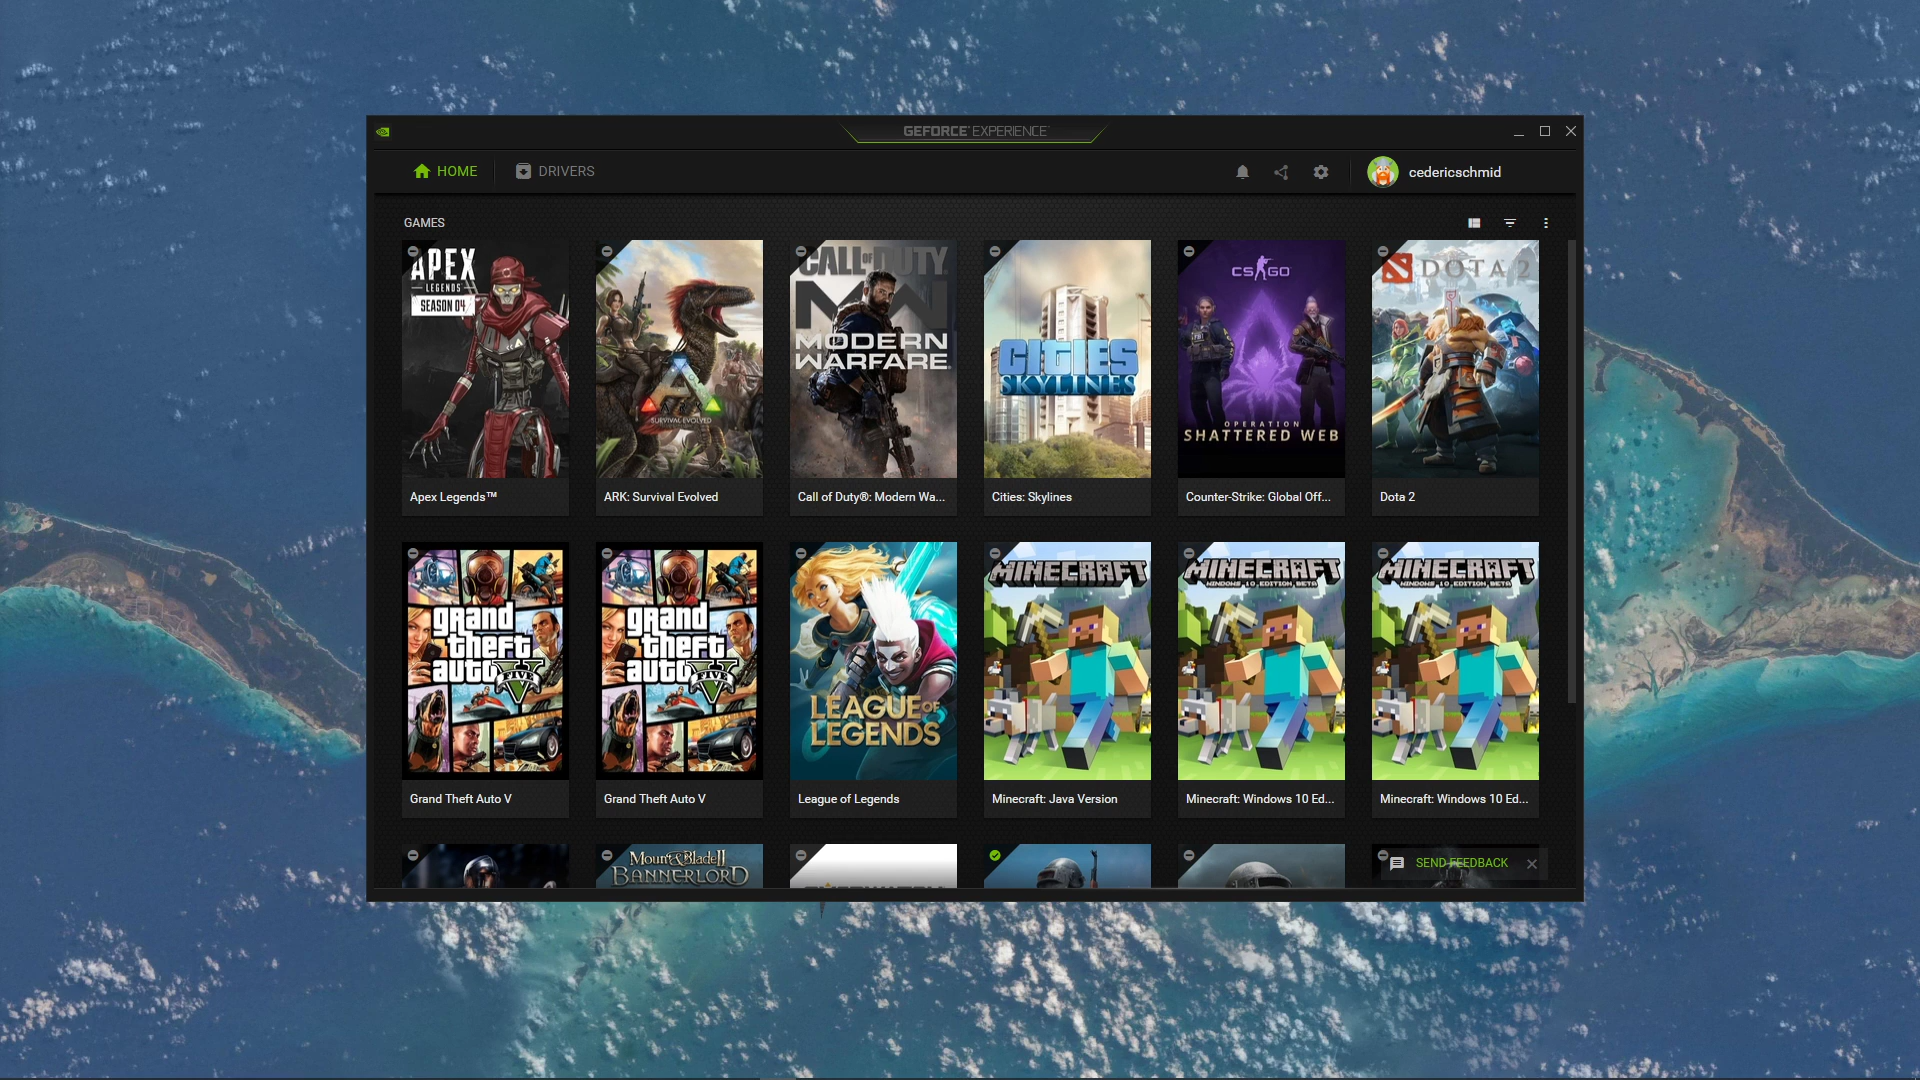 GEFORCE® EXPERIENCE™
HOME
DRIVERS
cedericschmid
GAMES
APEX
LEGENDS
SEASON 04
SURVIVAL EVOLVED
CALL OF DUTY
MW
MODERN
WARFARE
CITIES
SKYLINES
CS GO
OPERATION
SHATTERED WEB
DOTA 2
Apex Legends™
ARK: Survival Evolved
Call of Duty®: Modern Wa...
Cities: Skylines
Counter-Strike: Global Off...
Dota 2
grand
theft
auto
V
FIVE
grand
theft
auto
V
FIVE
LEAGUE OF
LEGENDS
MINECRAFT
MINECRAFT
WINDOWS 10 EDITION BETA
MINECRAFT
WINDOWS 10 EDITION BETA
Grand Theft Auto V
Grand Theft Auto V
League of Legends
Minecraft: Java Version
Minecraft: Windows 10 Ed...
Minecraft: Windows 10 Ed...
Mount & Blade II
BANNERLORD
SEND FEEDBACK